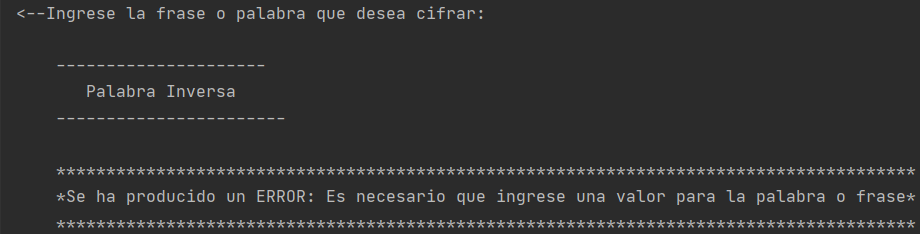 <--Ingrese la frase o palabra que desea cifrar:
---------------------
Palabra Inversa
-----------------------
**************************************************************************************
*Se ha producido un ERROR: Es necesario que ingrese una valor para la palabra o frase*
**************************************************************************************